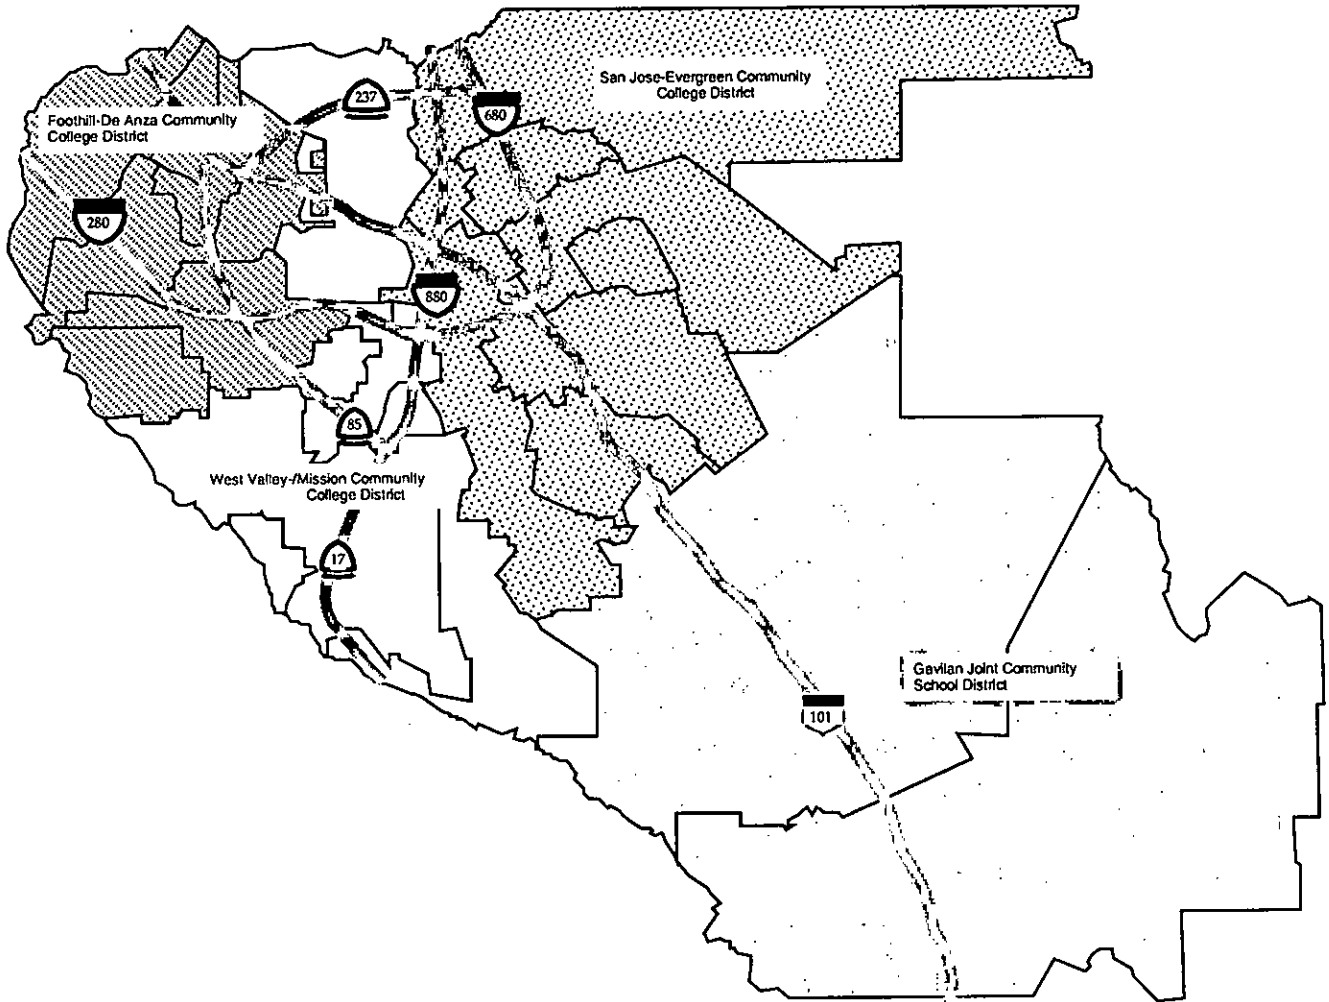 237
San Jose-Evergreen Community
College District
680
Foothill-De Anza Community
College District
280
880
85
West Valley-/Mission Community
College District
17
Gavilan Joint Community
School District
101